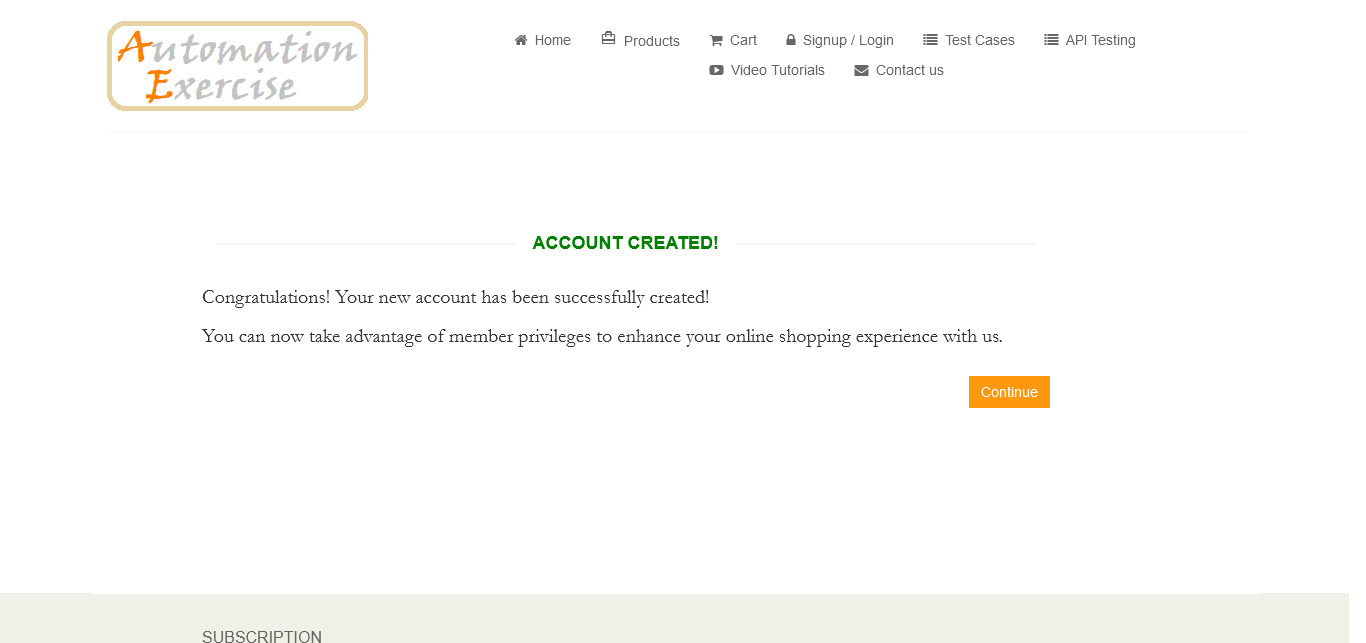 Automation
Exercise
Home Products Cart Signup / Login Test Cases API Testing
Video Tutorials Contact us
ACCOUNT CREATED!
Congratulations! Your new account has been successfully created!
You can now take advantage of member privileges to enhance your online shopping experience with us.
Continue
SUBSCRIPTION